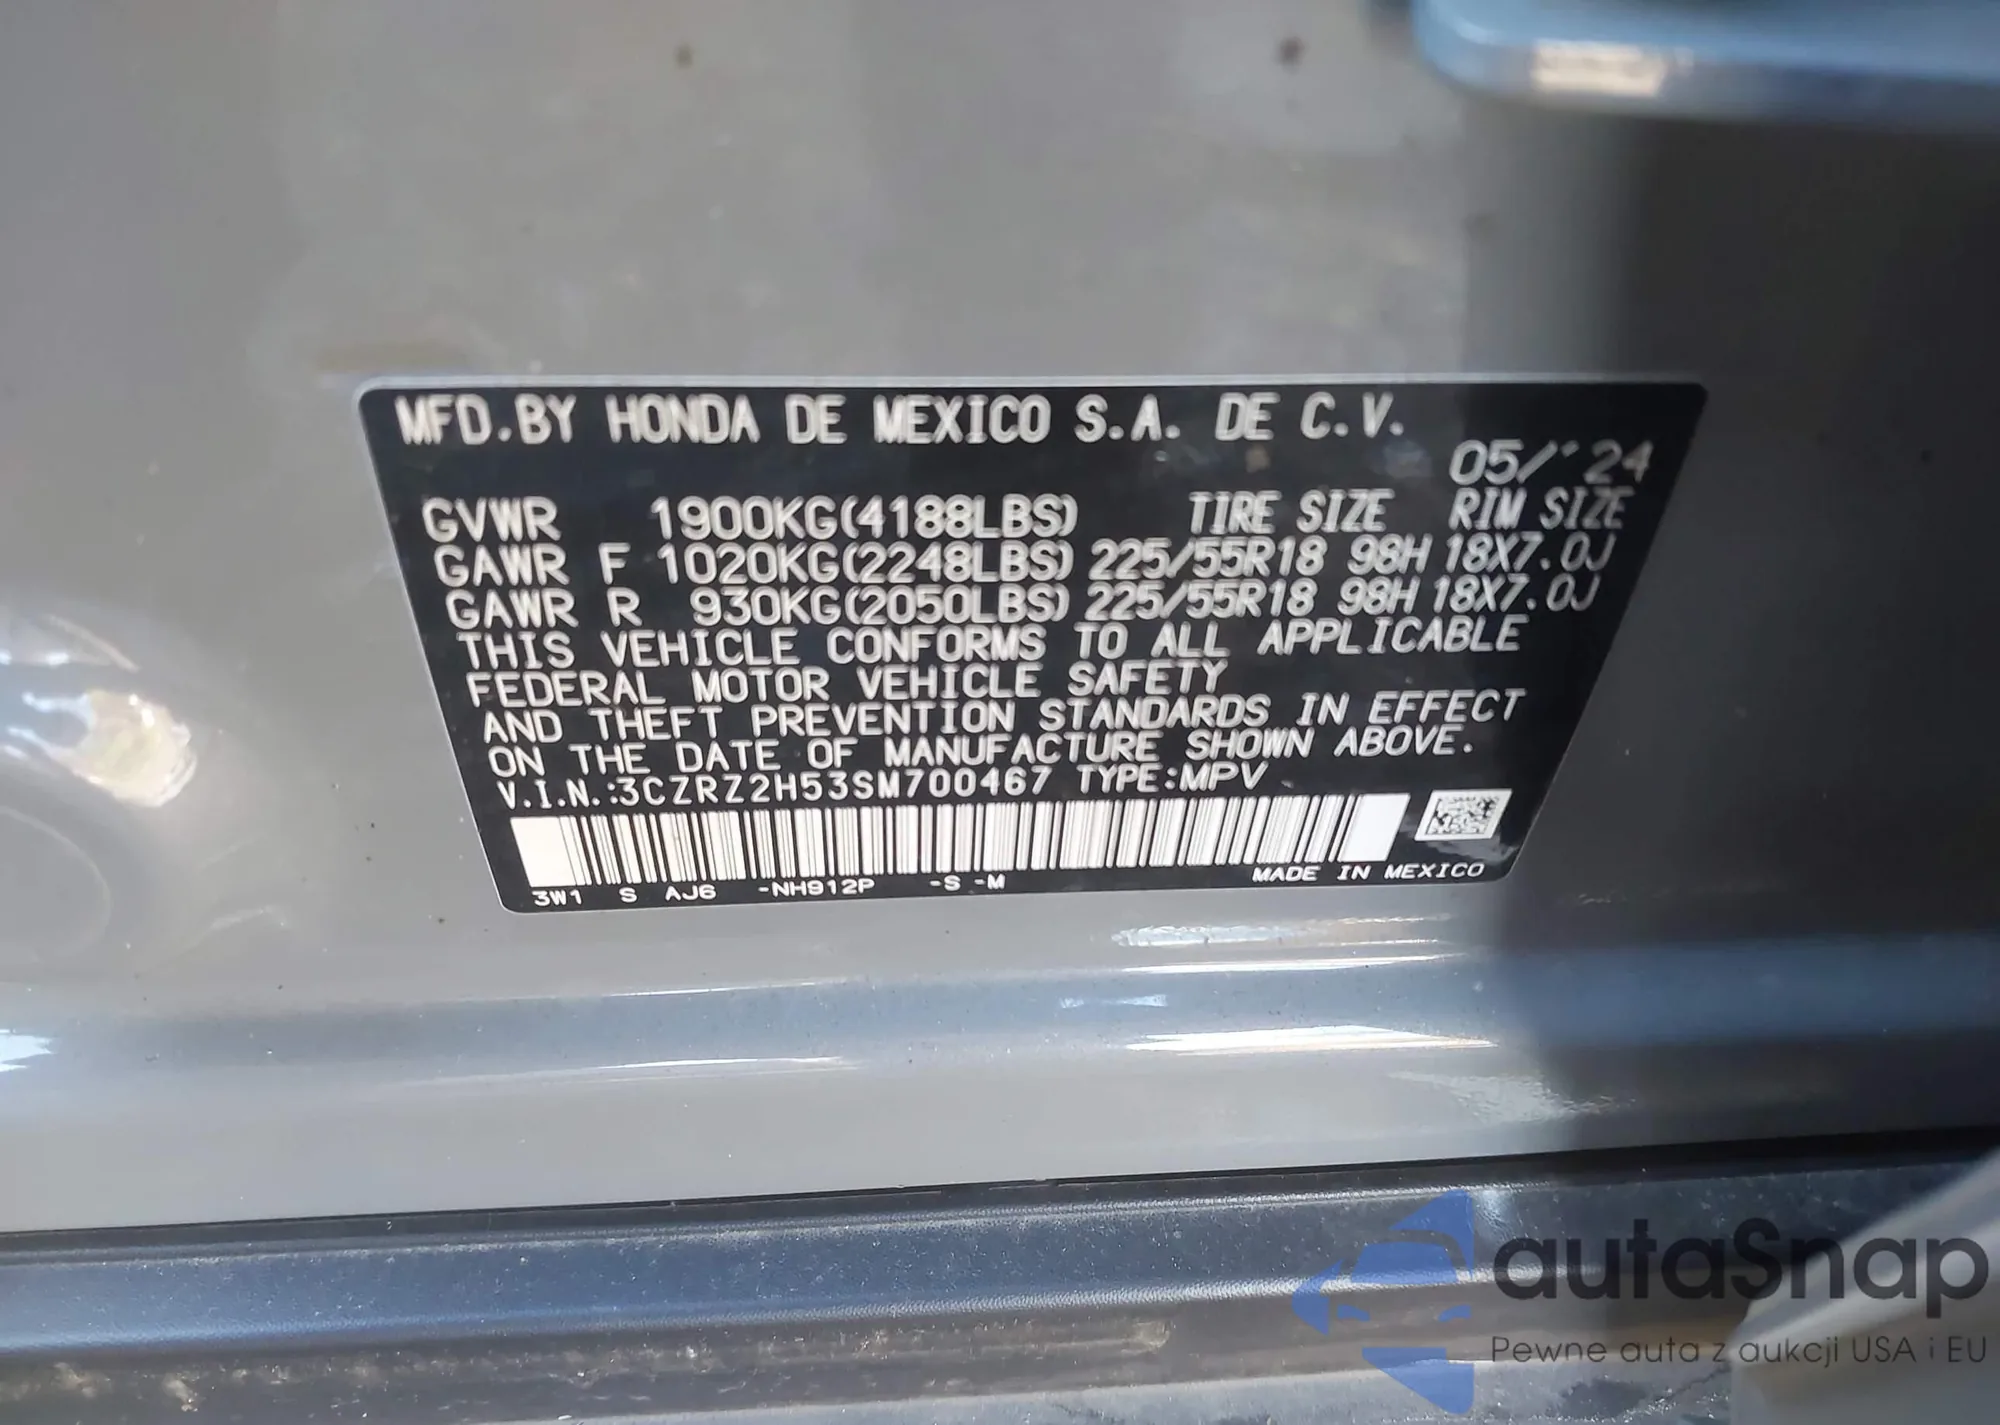 MFD.BY HONDA DE MEXICO S.A. DE C.V.
05/'24
GVWR 1900KG(4188LBS) TIRE SIZE RIM SIZE
GAWR F 1020KG(2248LBS) 225/55R18 98H 18X7.0J
GAWR R 930KG(2050LBS) 225/55R18 98H 18X7.0J
THIS VEHICLE CONFORMS TO ALL APPLICABLE
FEDERAL MOTOR VEHICLE SAFETY
AND THEFT PREVENTION STANDARDS IN EFFECT
ON THE DATE OF MANUFACTURE SHOWN ABOVE.
V.I.N.:3CZRZ2H53SM700467 TYPE:MPV
3W1 S AJ6 -NH912P -S -M MADE IN MEXICO
autaSnap
Pewne auta z aukcji USA i EU